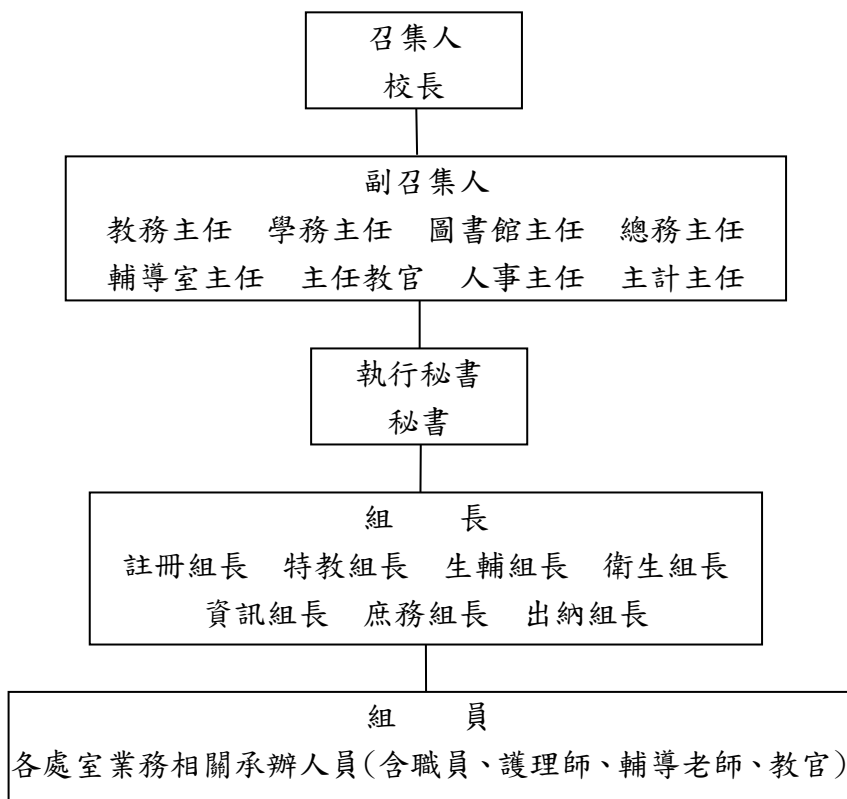 召集人
校長
副召集人
教務主任 學務主任 圖書館主任 總務主任
輔導室主任 主任教官 人事主任 主計主任
執行秘書
秘書
組 長
註冊組長 特教組長 生輔組長 衛生組長
資訊組長 庶務組長 出納組長
組 員
各處室業務相關承辦人員(含職員、護理師、輔導老師、教官)